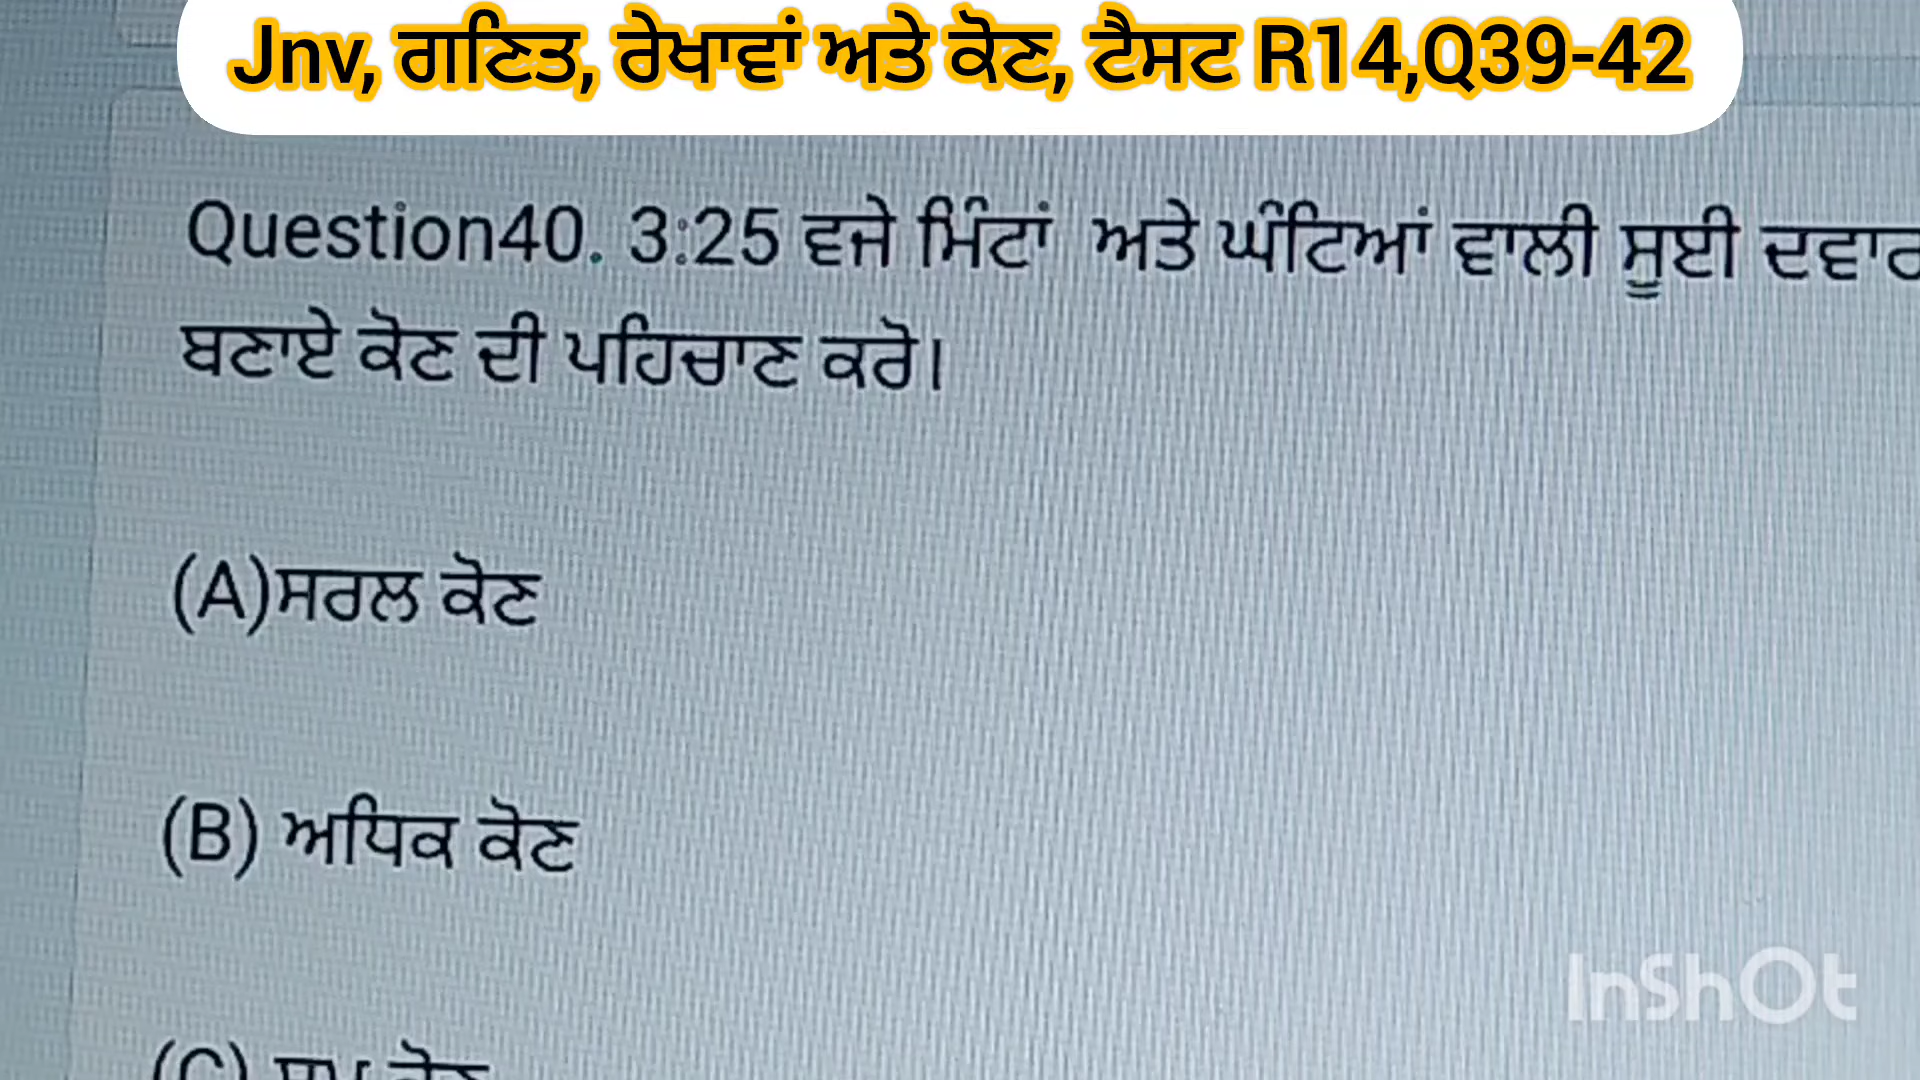 Jnv, ਗਣਿਤ, ਰੇਖਾਵਾਂ ਅਤੇ ਕੋਣ, ਟੈਸਟ R14,Q39-42
Question40. 3:25 ਵਜੇ ਮਿੰਟਾਂ ਅਤੇ ਘੰਟਿਆਂ ਵਾਲੀ ਸੂਈ ਦਵਾਰ
ਬਣਾਏ ਕੋਣ ਦੀ ਪਹਿਚਾਣ ਕਰੋ।
(A)ਸਰਲ ਕੋਣ
(B) ਅਧਿਕ ਕੋਣ
(C) ਕੋਣ
InShOt